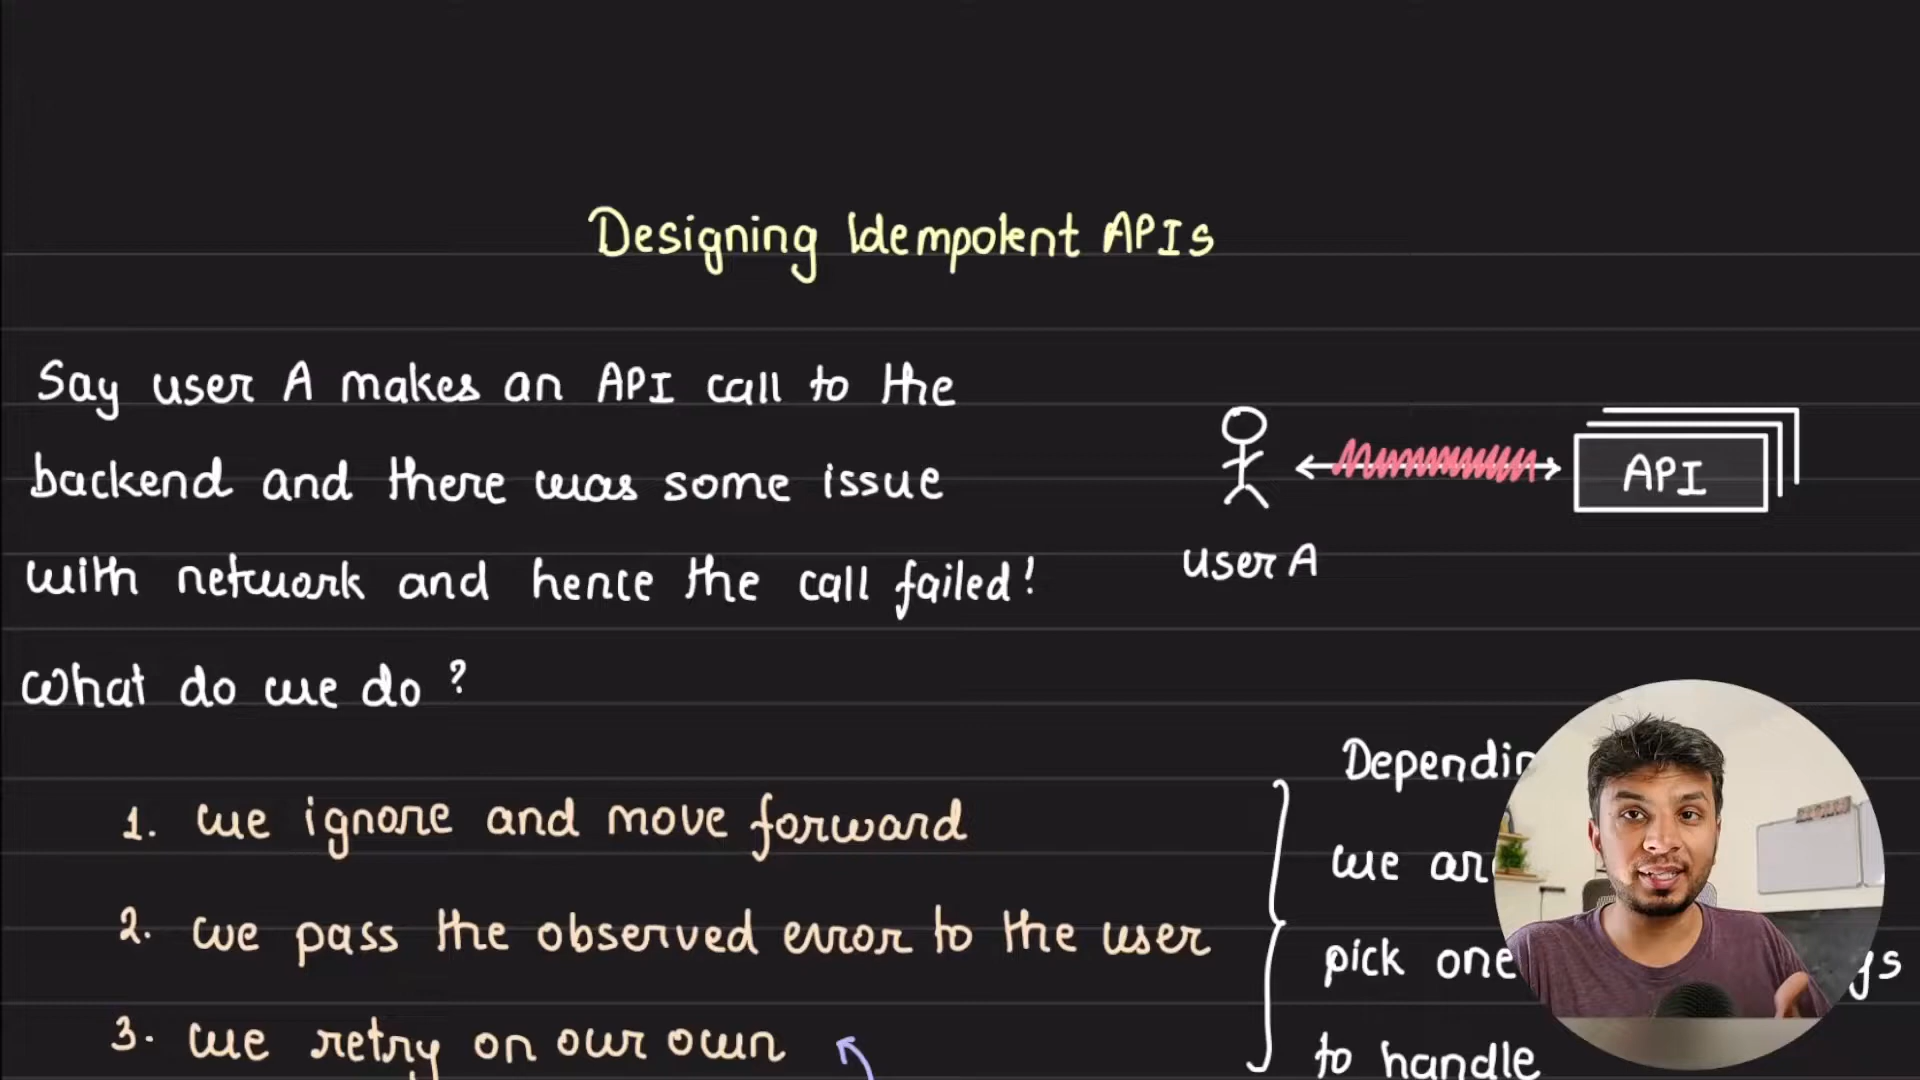 Designing Idempotent APIs
Say user A makes an API call to the
backend and there was some issue
with network and hence the call failed!
What do we do?
API
user A
1. we ignore and move forward
2. we pass the observed error to the user
3. we retry on our own
we
pick one
to handle